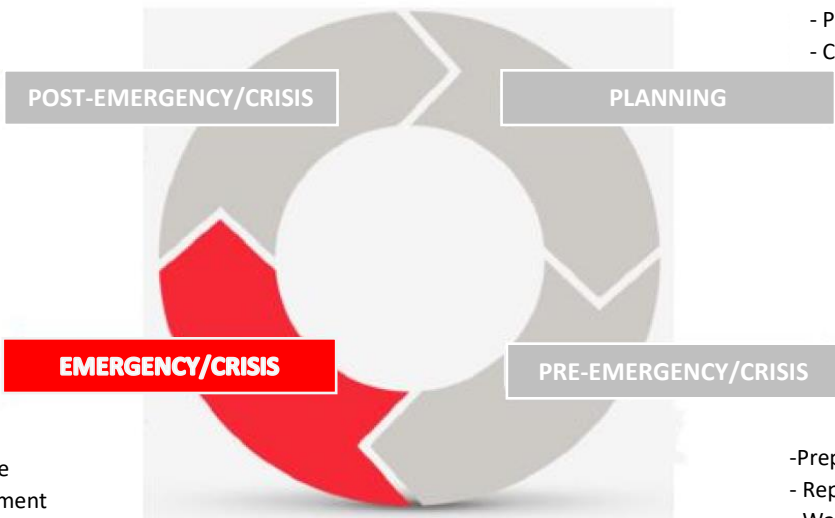 - P
- C
POST-EMERGENCY/CRISIS
PLANNING
EMERGENCY/CRISIS
PRE-EMERGENCY/CRISIS
e
ment
-Prep
- Rep